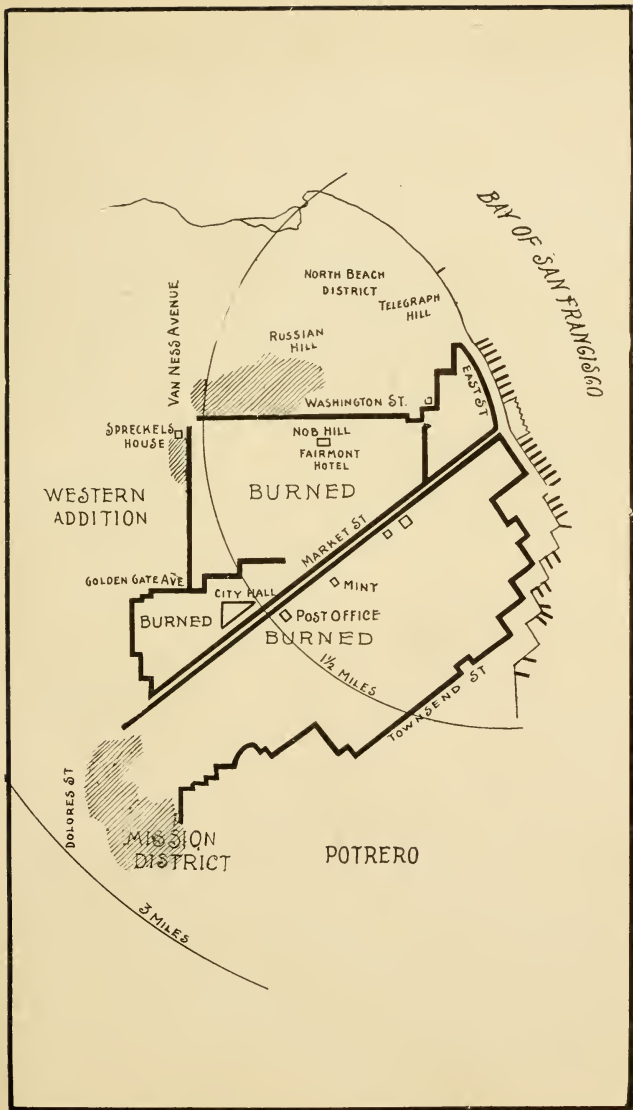 BAY OF SAN FRANGISGO
NORTH BEACH
DISTRICT
TELEGRAPH
HILL
VAN NESS AVENUE
RUSSIAN
HILL
WASHINGTON ST.
EAST ST
SPRECKELS
HOUSE
NOB HILL
FAIRMONT
HOTEL
WESTERN
ADDITION
BURNED
MARKET ST
GOLDEN GATE AVE
CITY HALL
MINT
BURNED
POST OFFICE
BURNED
1½ MILES
TOWNSEND ST
DOLORES ST
MISSION
DISTRICT
POTRERO
3 MILES